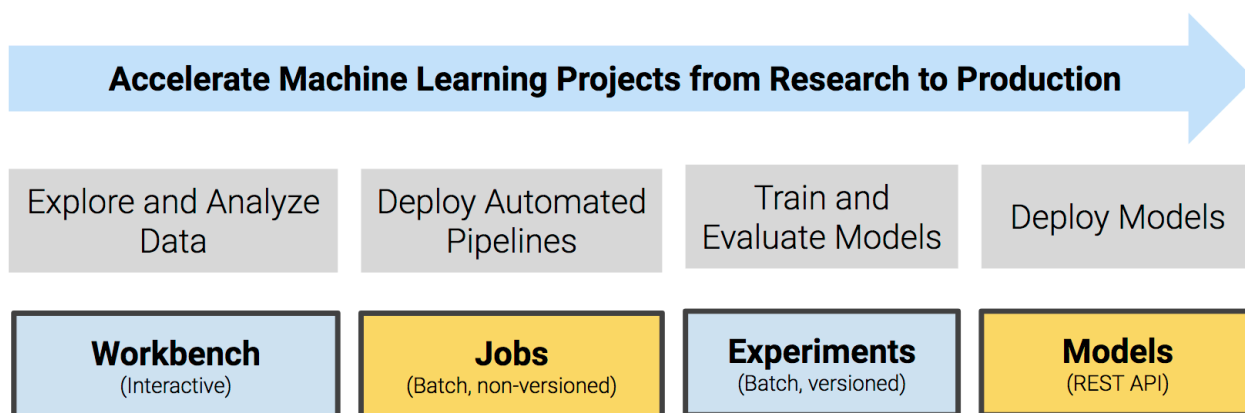 Accelerate Machine Learning Projects from Research to Production
Explore and Analyze
Data
Deploy Automated
Pipelines
Train and
Evaluate Models
Deploy Models
Workbench
(Interactive)
Jobs
(Batch, non-versioned)
Experiments
(Batch, versioned)
Models
(REST API)